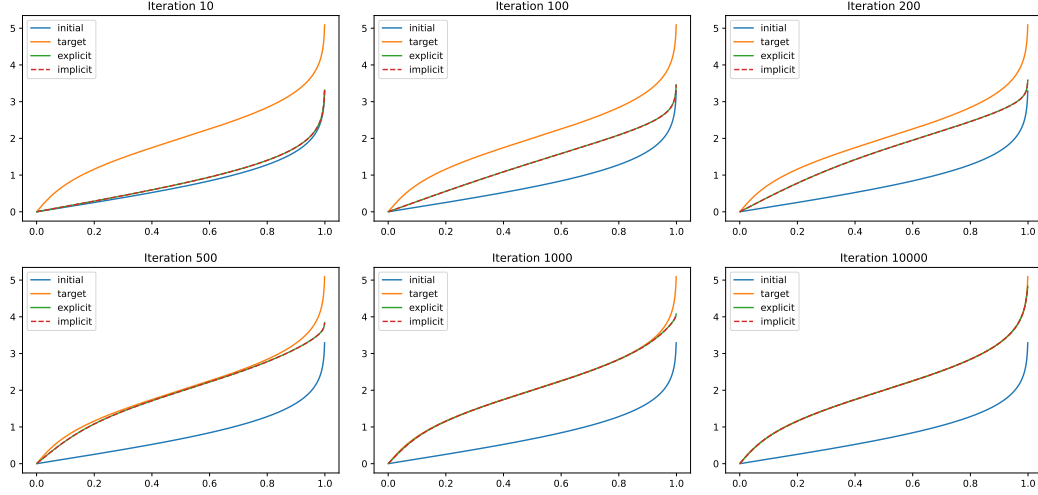 Iteration 10
initial
target
explicit
implicit
5
4
3
2
1
0
0.0 0.2 0.4 0.6 0.8 1.0
Iteration 100
initial
target
explicit
implicit
5
4
3
2
1
0
0.0 0.2 0.4 0.6 0.8 1.0
Iteration 200
initial
target
explicit
implicit
5
4
3
2
1
0
0.0 0.2 0.4 0.6 0.8 1.0
Iteration 500
initial
target
explicit
implicit
5
4
3
2
1
0
0.0 0.2 0.4 0.6 0.8 1.0
Iteration 1000
initial
target
explicit
implicit
5
4
3
2
1
0
0.0 0.2 0.4 0.6 0.8 1.0
Iteration 10000
initial
target
explicit
implicit
5
4
3
2
1
0
0.0 0.2 0.4 0.6 0.8 1.0